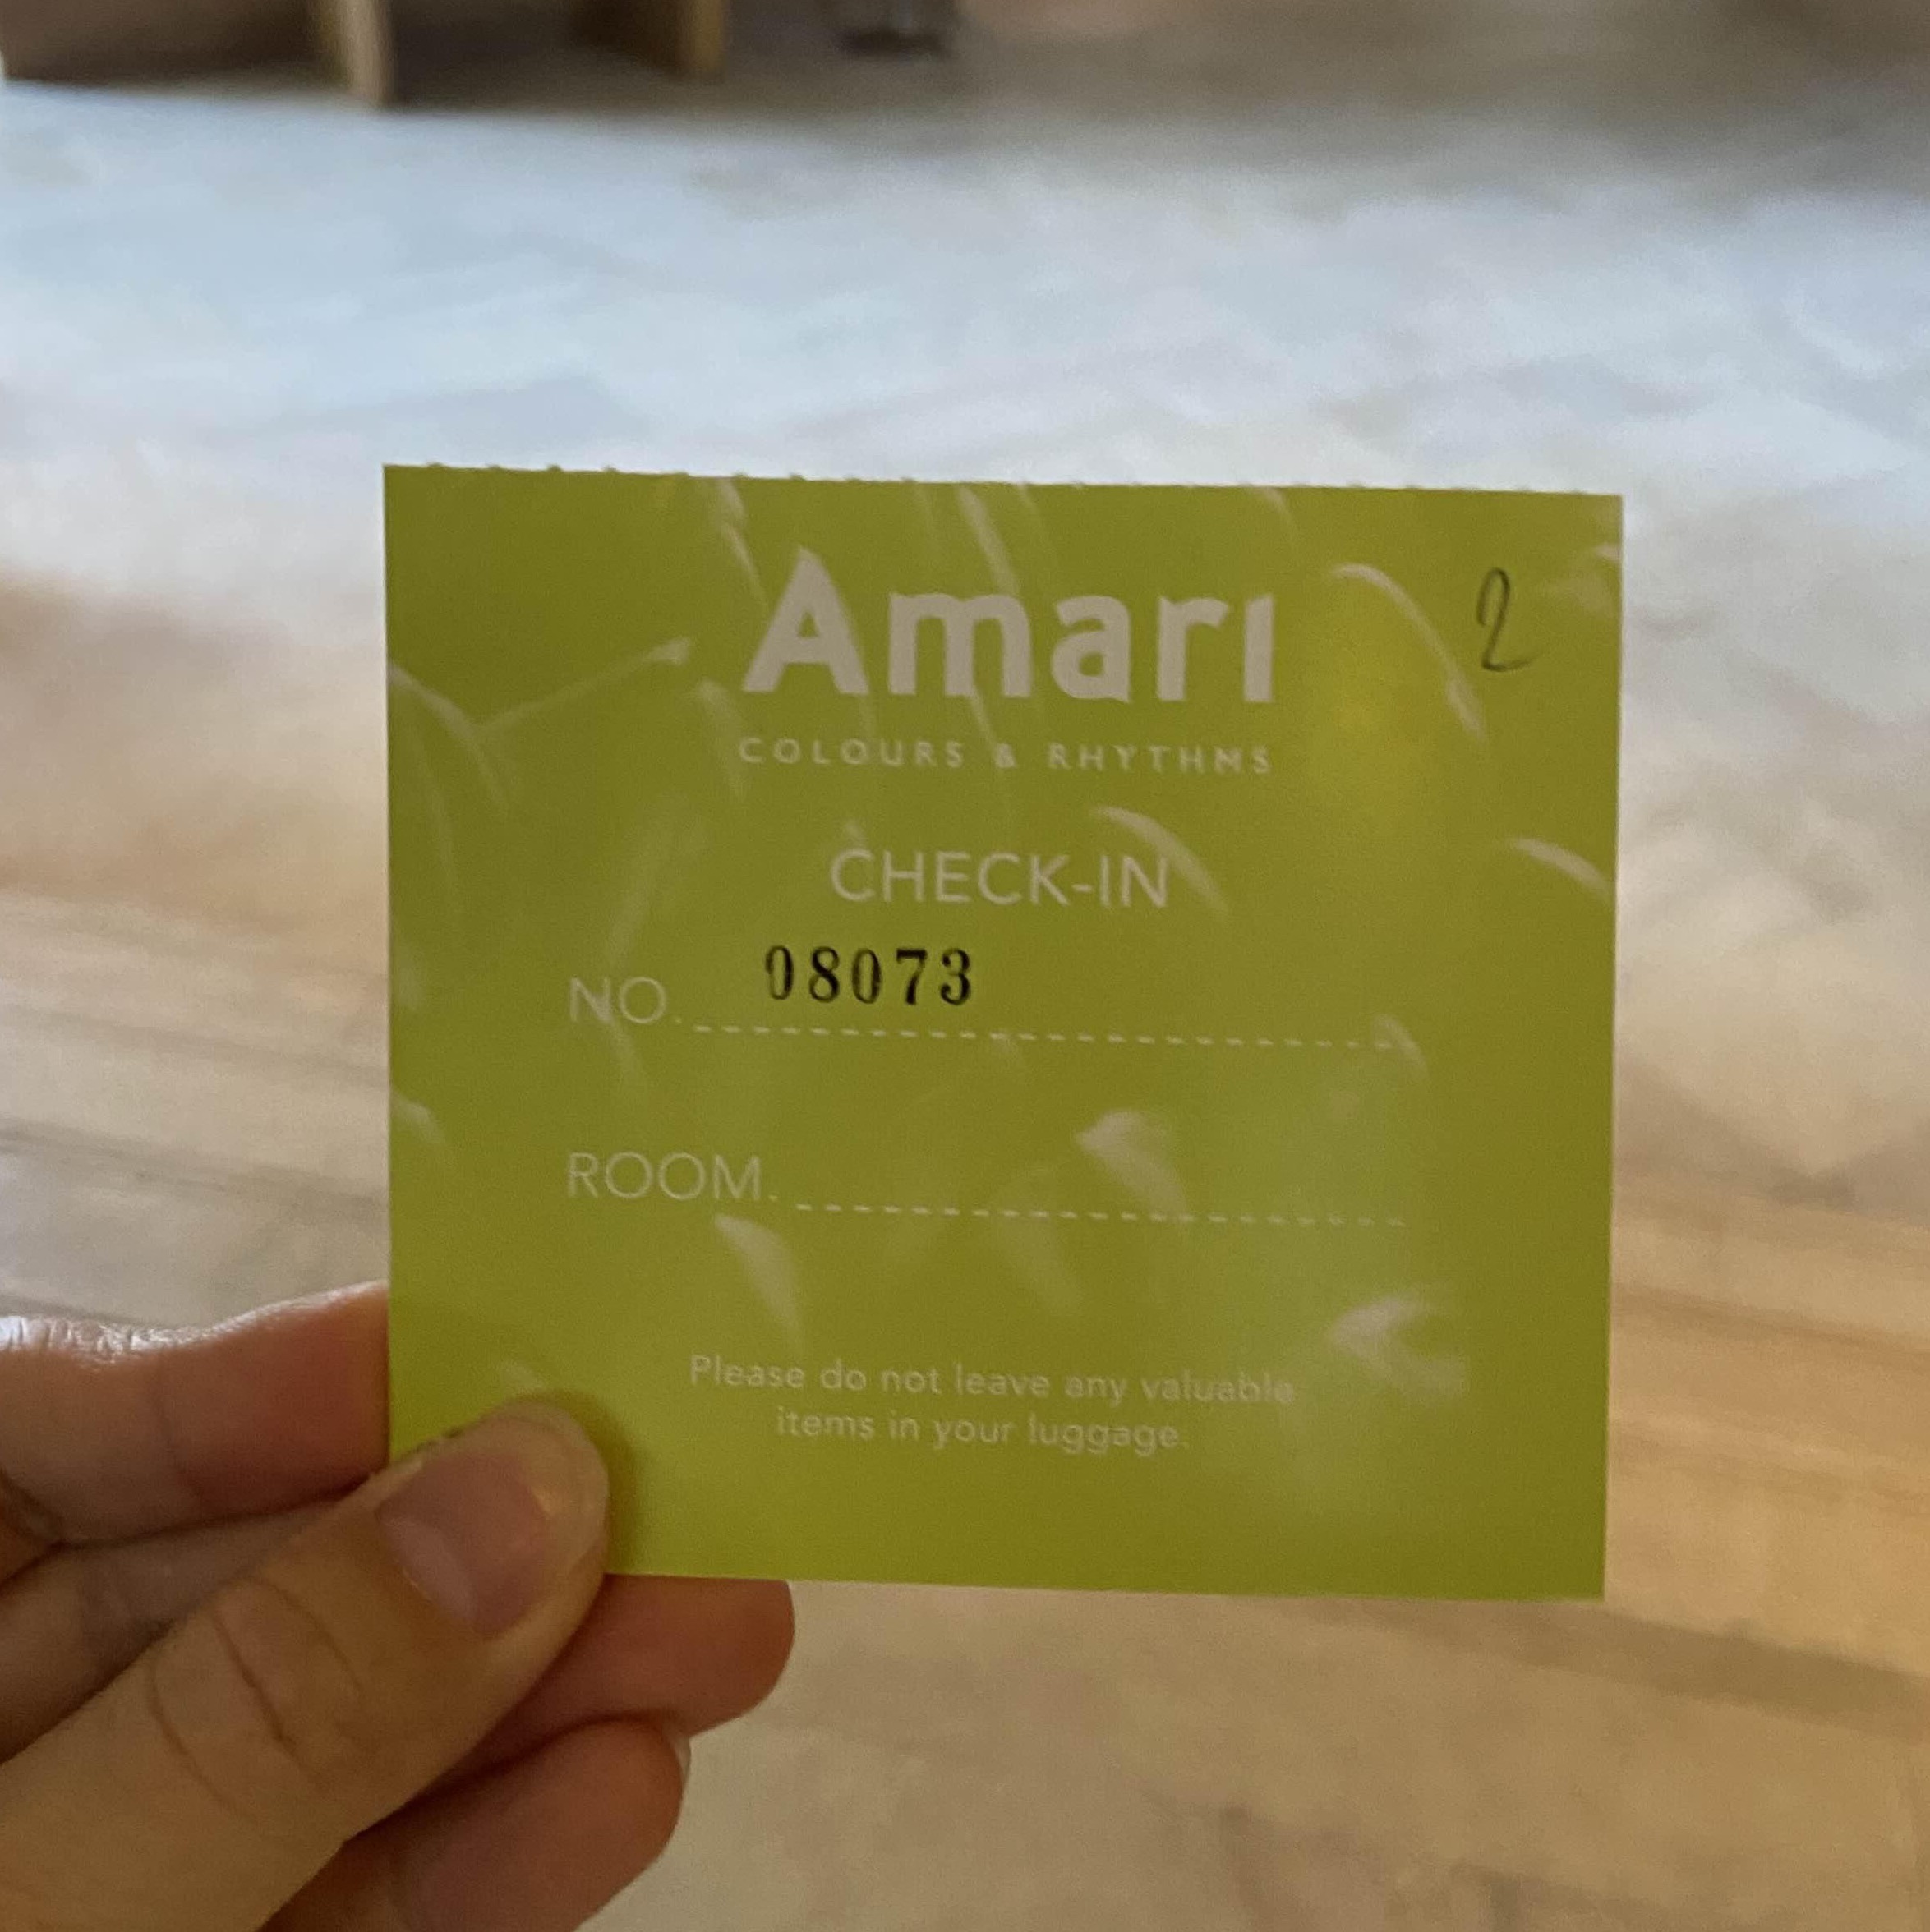 Amari
2
COLOURS & RHYTHMS
CHECK-IN
NO. 08073
ROOM.
Please do not leave any valuable
items in your luggage.